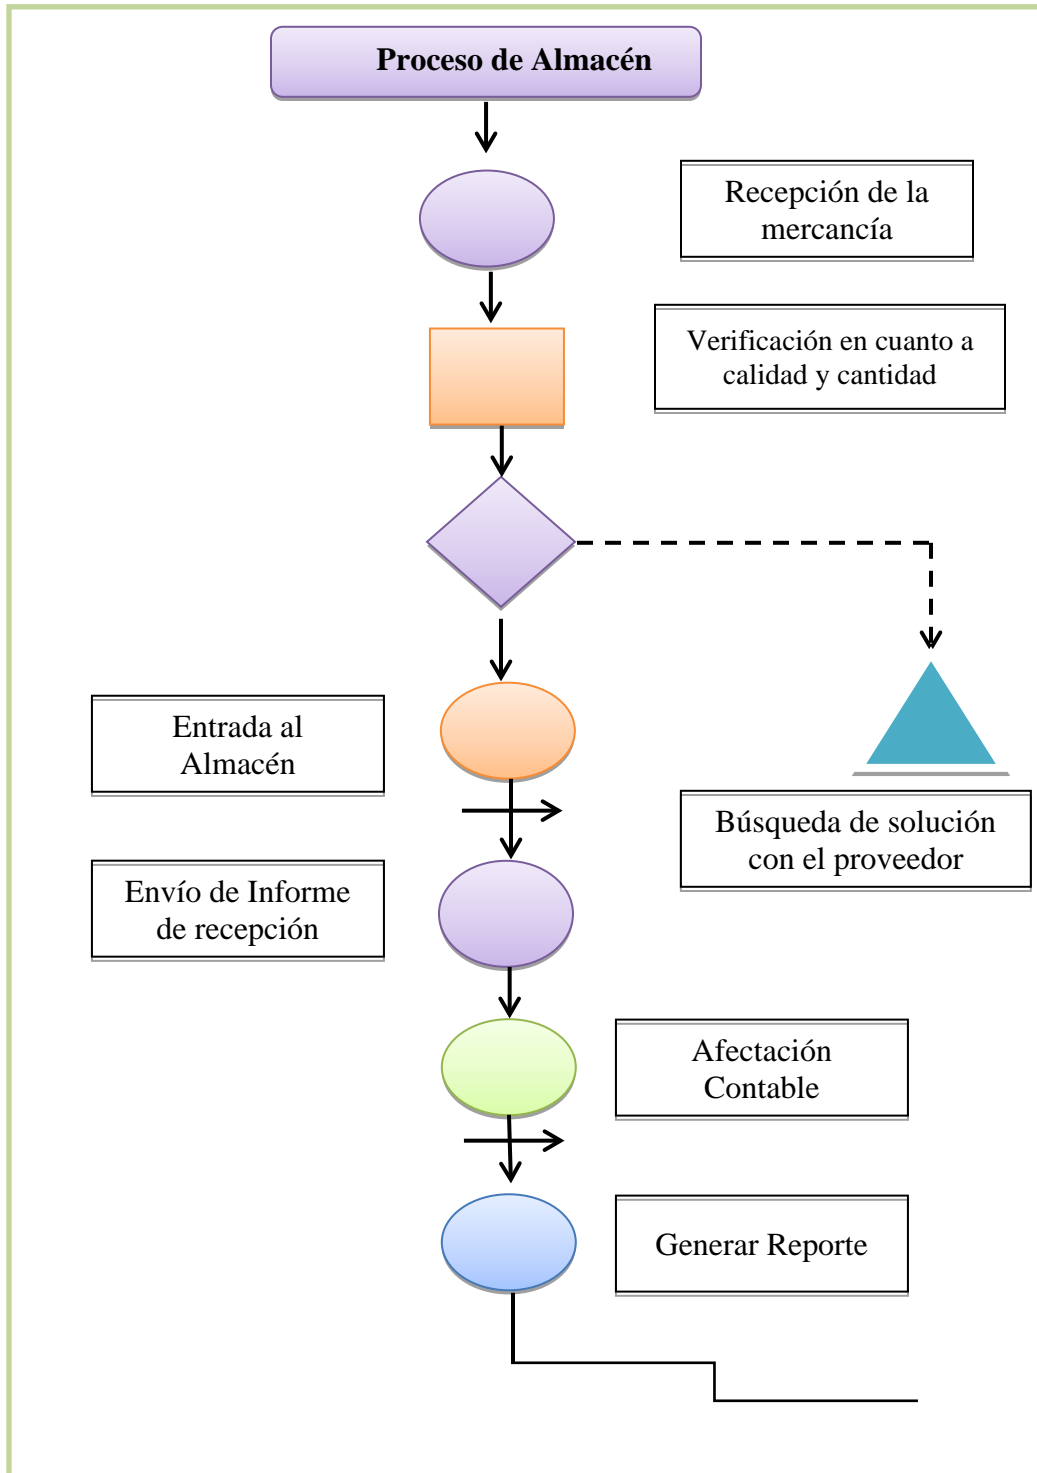 Proceso de Almacén
Recepción de la
mercancía
Verificación en cuanto a
calidad y cantidad
Entrada al
Almacén
Búsqueda de solución
con el proveedor
Envío de Informe
de recepción
Afectación
Contable
Generar Reporte